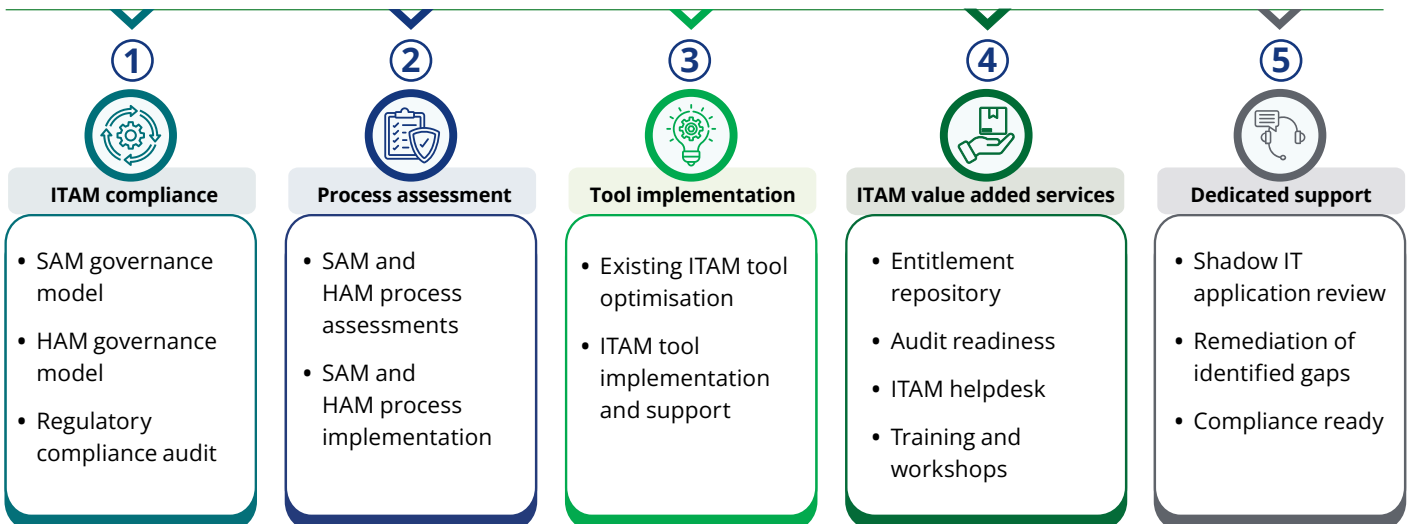 1
ITAM compliance
• SAM governance
model
• HAM governance
model
• Regulatory
compliance audit
2
Process assessment
• SAM and
HAM process
assessments
• SAM and
HAM process
implementation
3
Tool implementation
• Existing ITAM tool
optimisation
• ITAM tool
implementation
and support
4
ITAM value added services
• Entitlement
repository
• Audit readiness
• ITAM helpdesk
• Training and
workshops
5
Dedicated support
• Shadow IT
application review
• Remediation of
identified gaps
• Compliance ready